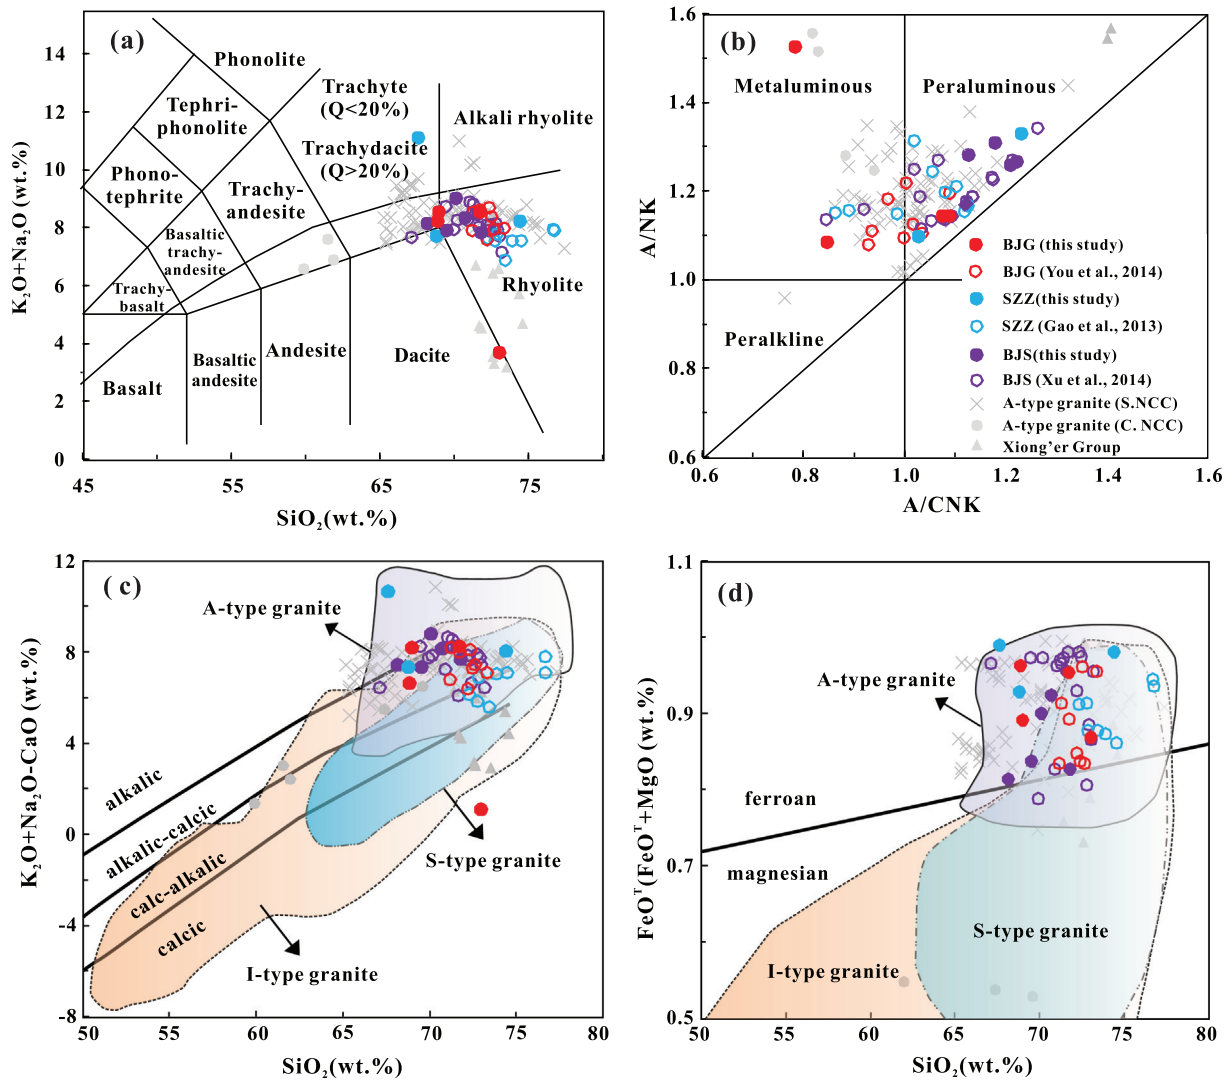 (a)
Phonolite
Tephri-
phonolite
Trachyte
(Q<20%)
Alkali rhyolite
Trachydacite
(Q>20%)
Phono-
tephrite
Trachy-
andesite
Basaltic
trachy-
andesite
Trachy-
basalt
Rhyolite
Basalt
Basaltic
andesite
Andesite
Dacite
K₂O+Na₂O (wt.%)
14
12
10
8
6
4
2
0
45
55
65
75
SiO₂(wt.%)
(b)
Metaluminous
Peraluminous
Peralkline
BJG (this study)
BJG (You et al., 2014)
SZZ(this study)
SZZ (Gao et al., 2013)
BJS(this study)
BJS (Xu et al., 2014)
A-type granite (S.NCC)
A-type granite (C. NCC)
Xiong'er Group
A/NK
1.6
1.4
1.2
1.0
0.8
0.6
0.6
0.8
1.0
1.2
1.4
1.6
A/CNK
(c)
A-type granite
alkalic
alkalic-calcic
calc-alkalic
calcic
S-type granite
I-type granite
K₂O+Na₂O-CaO (wt.%)
12
8
4
0
-4
-8
50
60
65
70
80
SiO₂(wt.%)
(d)
A-type granite
ferroan
magnesian
S-type granite
I-type granite
FeOᵀ(FeOᵀ+MgO (wt.%)
1.1
0.9
0.7
0.5
50
60
70
80
SiO₂(wt.%)